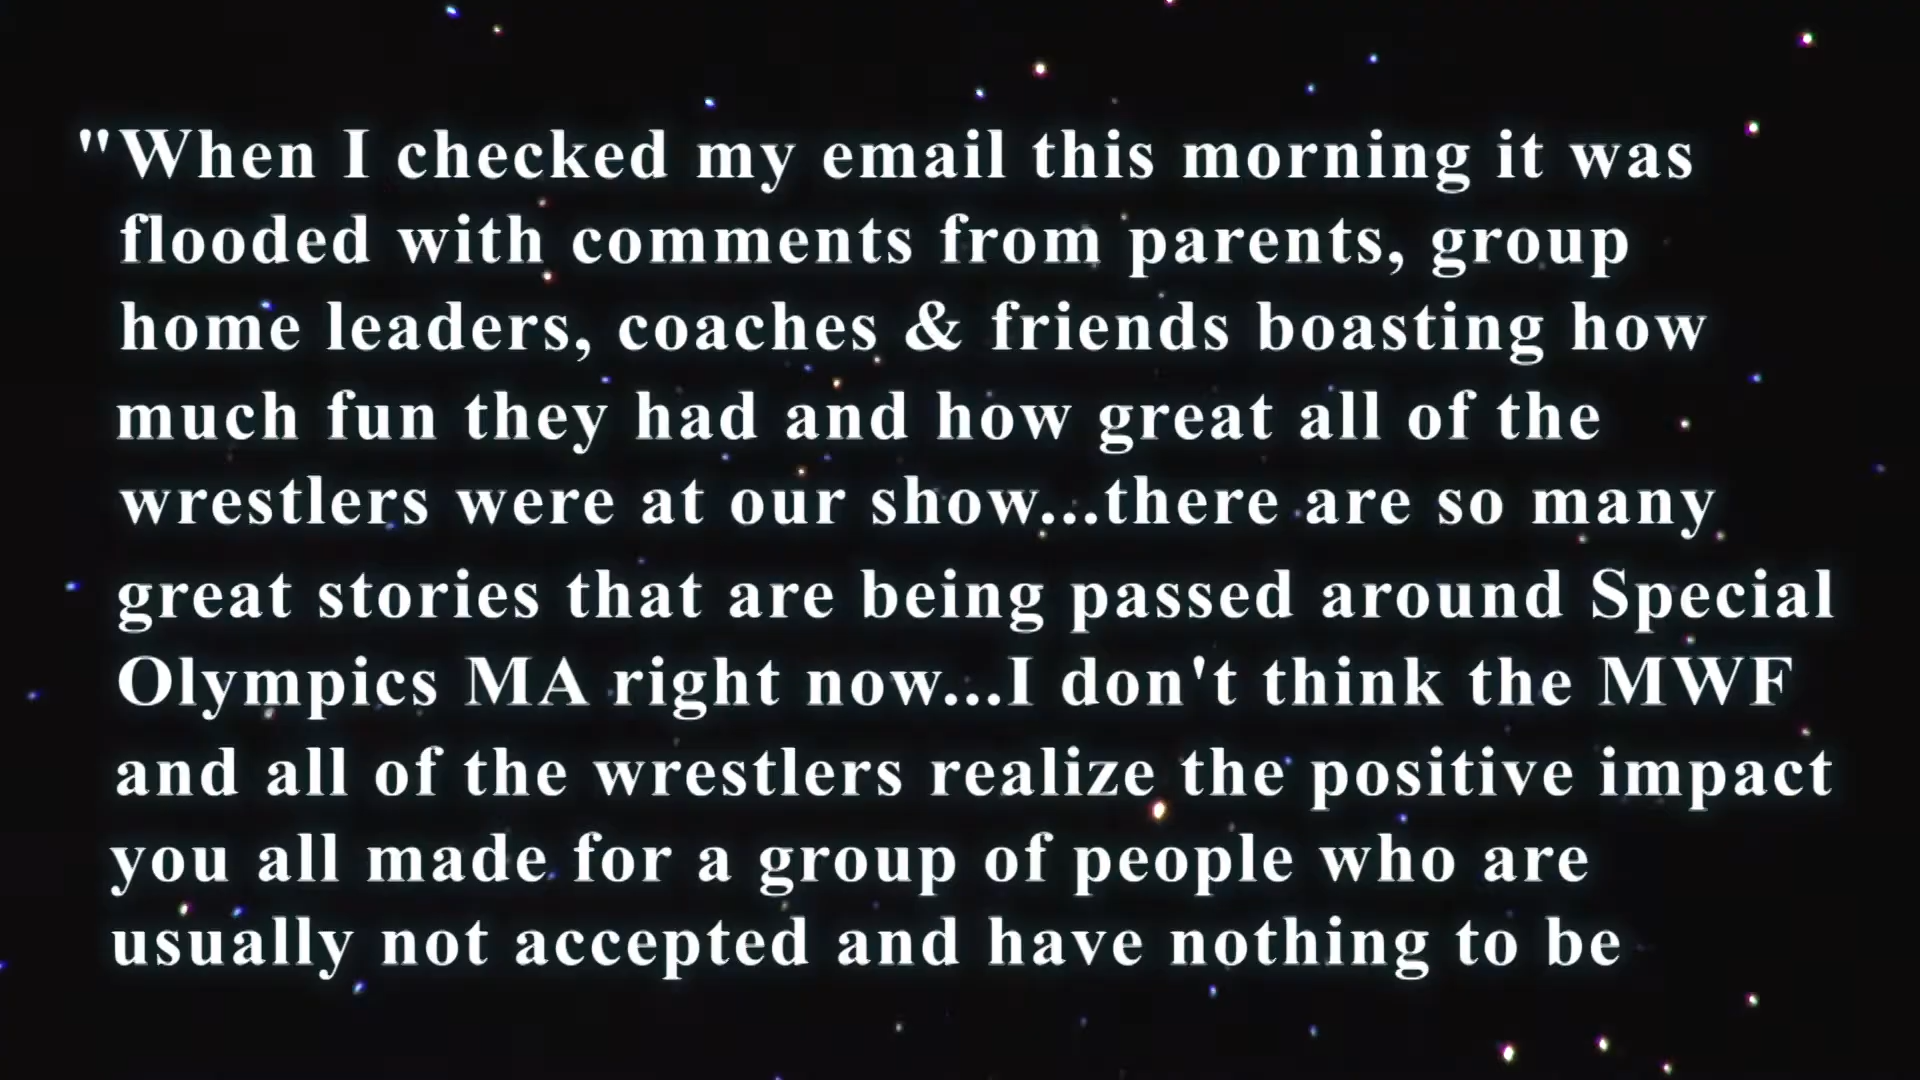 "When I checked my email this morning it was
flooded with comments from parents, group
home leaders, coaches & friends boasting how
much fun they had and how great all of the
wrestlers were at our show...there are so many
great stories that are being passed around Special
Olympics MA right now...I don't think the MWF
and all of the wrestlers realize the positive impact
you all made for a group of people who are
usually not accepted and have nothing to be